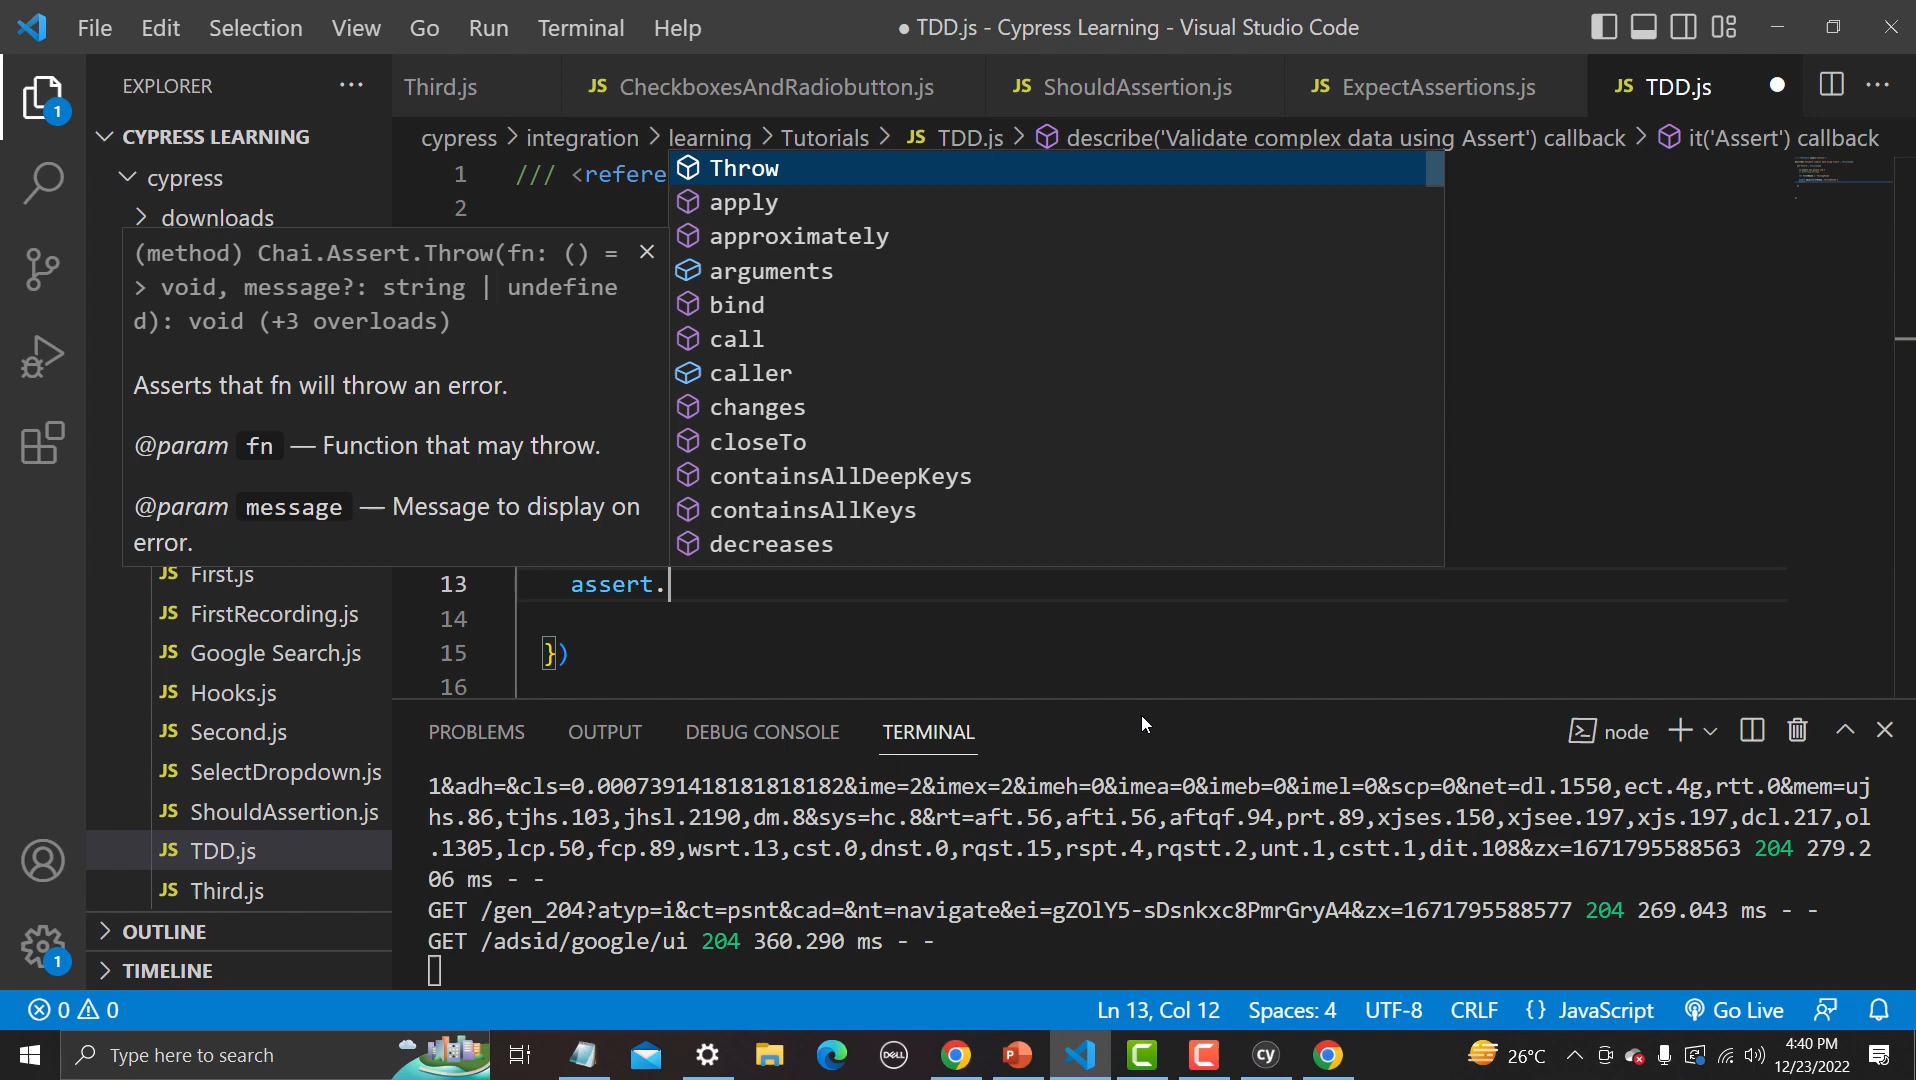 File Edit Selection View Go Run Terminal Help
● TDD.js - Cypress Learning - Visual Studio Code
EXPLORER ...
Third.js JS CheckboxesAndRadiobutton.js JS ShouldAssertion.js JS ExpectAssertions.js JS TDD.js
CYPRESS LEARNING
cypress > integration > learning > Tutorials > JS TDD.js > describe('Validate complex data using Assert') callback > it('Assert') callback
cypress
downloads
1 /// <refere
2
(method) Chai.Assert.Throw(fn: () =
> void, message?: string | undefine
d): void (+3 overloads)
Asserts that fn will throw an error.
@param fn — Function that may throw.
@param message — Message to display on
error.
Throw
apply
approximately
arguments
bind
call
caller
changes
closeTo
containsAllDeepKeys
containsAllKeys
decreases
13 assert.
14
15 })
16
JS First.js
JS FirstRecording.js
JS Google Search.js
JS Hooks.js
JS Second.js
JS SelectDropdown.js
JS ShouldAssertion.js
JS TDD.js
JS Third.js
OUTLINE
TIMELINE
PROBLEMS OUTPUT DEBUG CONSOLE TERMINAL
node
1&adh=&cls=0.0007391418181818182&ime=2&imex=2&imeh=0&imea=0&imeb=0&imel=0&scp=0&net=dl.1550,ect.4g,rtt.0&mem=uj
hs.86,tjhs.103,jhsl.2190,dm.8&sys=hc.8&rt=aft.56,afti.56,aftqf.94,prt.89,xjses.150,xjsee.197,xjs.197,dcl.217,ol
.1305,lcp.50,fcp.89,wsrt.13,cst.0,dnst.0,rqst.15,rspt.4,rqstt.2,unt.1,cstt.1,dit.108&zx=1671795588563 204 279.2
06 ms - -
GET /gen_204?atyp=i&ct=psnt&cad=&nt=navigate&ei=gZOlY5-sDsnkxc8PmrGryA4&zx=1671795588577 204 269.043 ms - -
GET /adsid/google/ui 204 360.290 ms - -
1
1
0 0
Ln 13, Col 12 Spaces: 4 UTF-8 CRLF {} JavaScript Go Live
Type here to search
DELL
P
C
C
cy
26°C
4:40 PM
12/23/2022